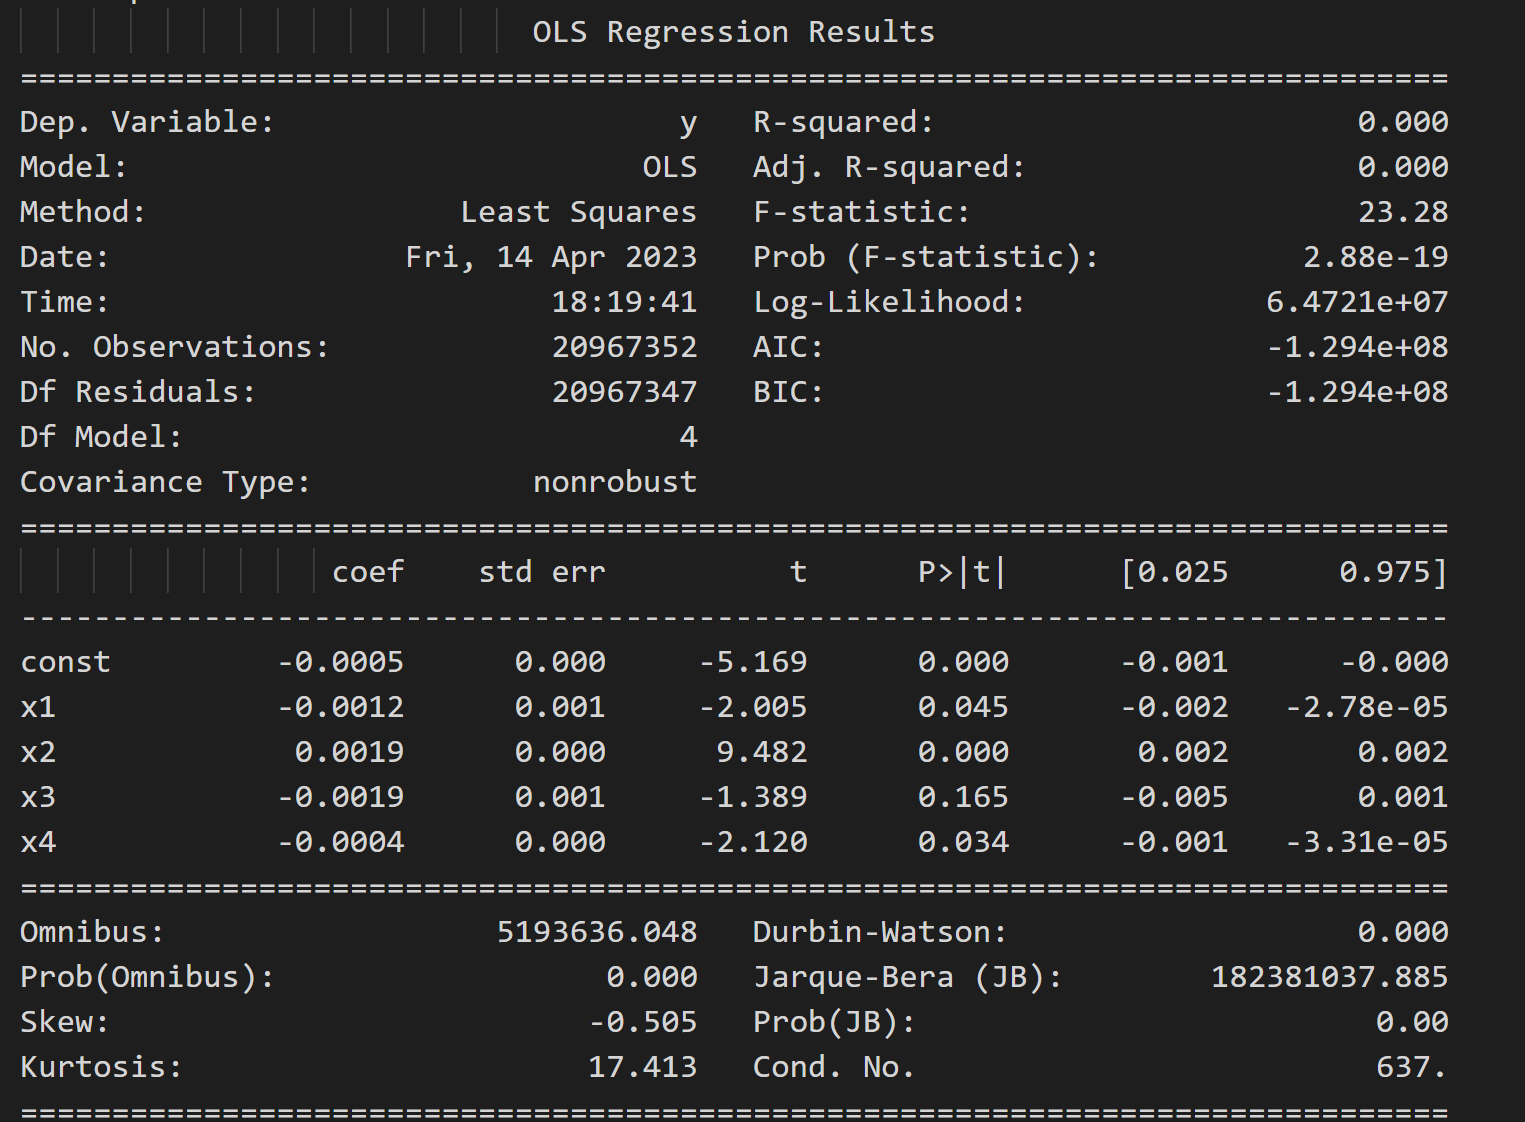 OLS Regression Results
==============================================================================
Dep. Variable:                      y   R-squared:                       0.000
Model:                            OLS   Adj. R-squared:                  0.000
Method:                 Least Squares   F-statistic:                     23.28
Date:                Fri, 14 Apr 2023   Prob (F-statistic):           2.88e-19
Time:                        18:19:41   Log-Likelihood:             6.4721e+07
No. Observations:            20967352   AIC:                        -1.294e+08
Df Residuals:                20967347   BIC:                        -1.294e+08
Df Model:                           4
Covariance Type:            nonrobust
==============================================================================
                 coef    std err          t      P>|t|      [0.025      0.975]
------------------------------------------------------------------------------
const         -0.0005      0.000     -5.169      0.000      -0.001      -0.000
x1            -0.0012      0.001     -2.005      0.045      -0.002   -2.78e-05
x2             0.0019      0.000      9.482      0.000       0.002       0.002
x3            -0.0019      0.001     -1.389      0.165      -0.005       0.001
x4            -0.0004      0.000     -2.120      0.034      -0.001   -3.31e-05
==============================================================================
Omnibus:                  5193636.048   Durbin-Watson:                   0.000
Prob(Omnibus):                  0.000   Jarque-Bera (JB):        182381037.885
Skew:                          -0.505   Prob(JB):                         0.00
Kurtosis:                      17.413   Cond. No.                         637.
==============================================================================